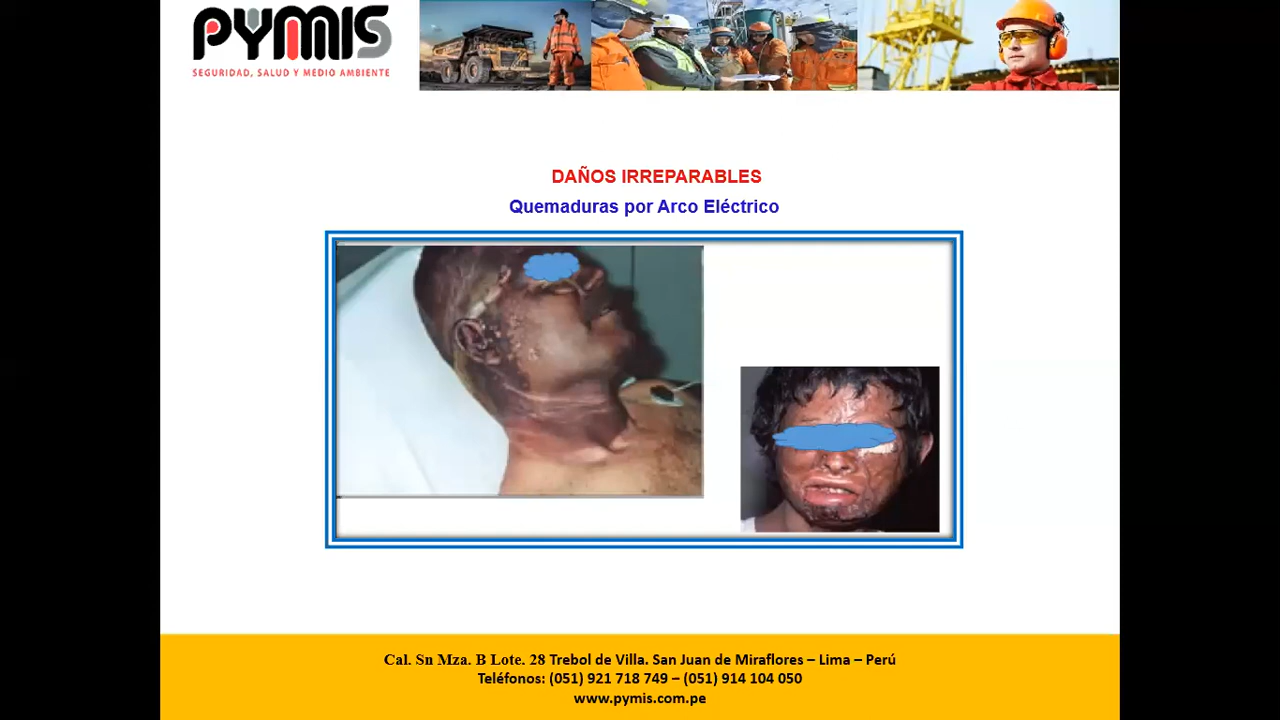 PYMIS
SEGURIDAD, SALUD Y MEDIO AMBIENTE
DAÑOS IRREPARABLES
Quemaduras por Arco Eléctrico
Cal. Sn Mza. B Lote. 28 Trebol de Villa. San Juan de Miraflores – Lima – Perú
Teléfonos: (051) 921 718 749 – (051) 914 104 050
www.pymis.com.pe